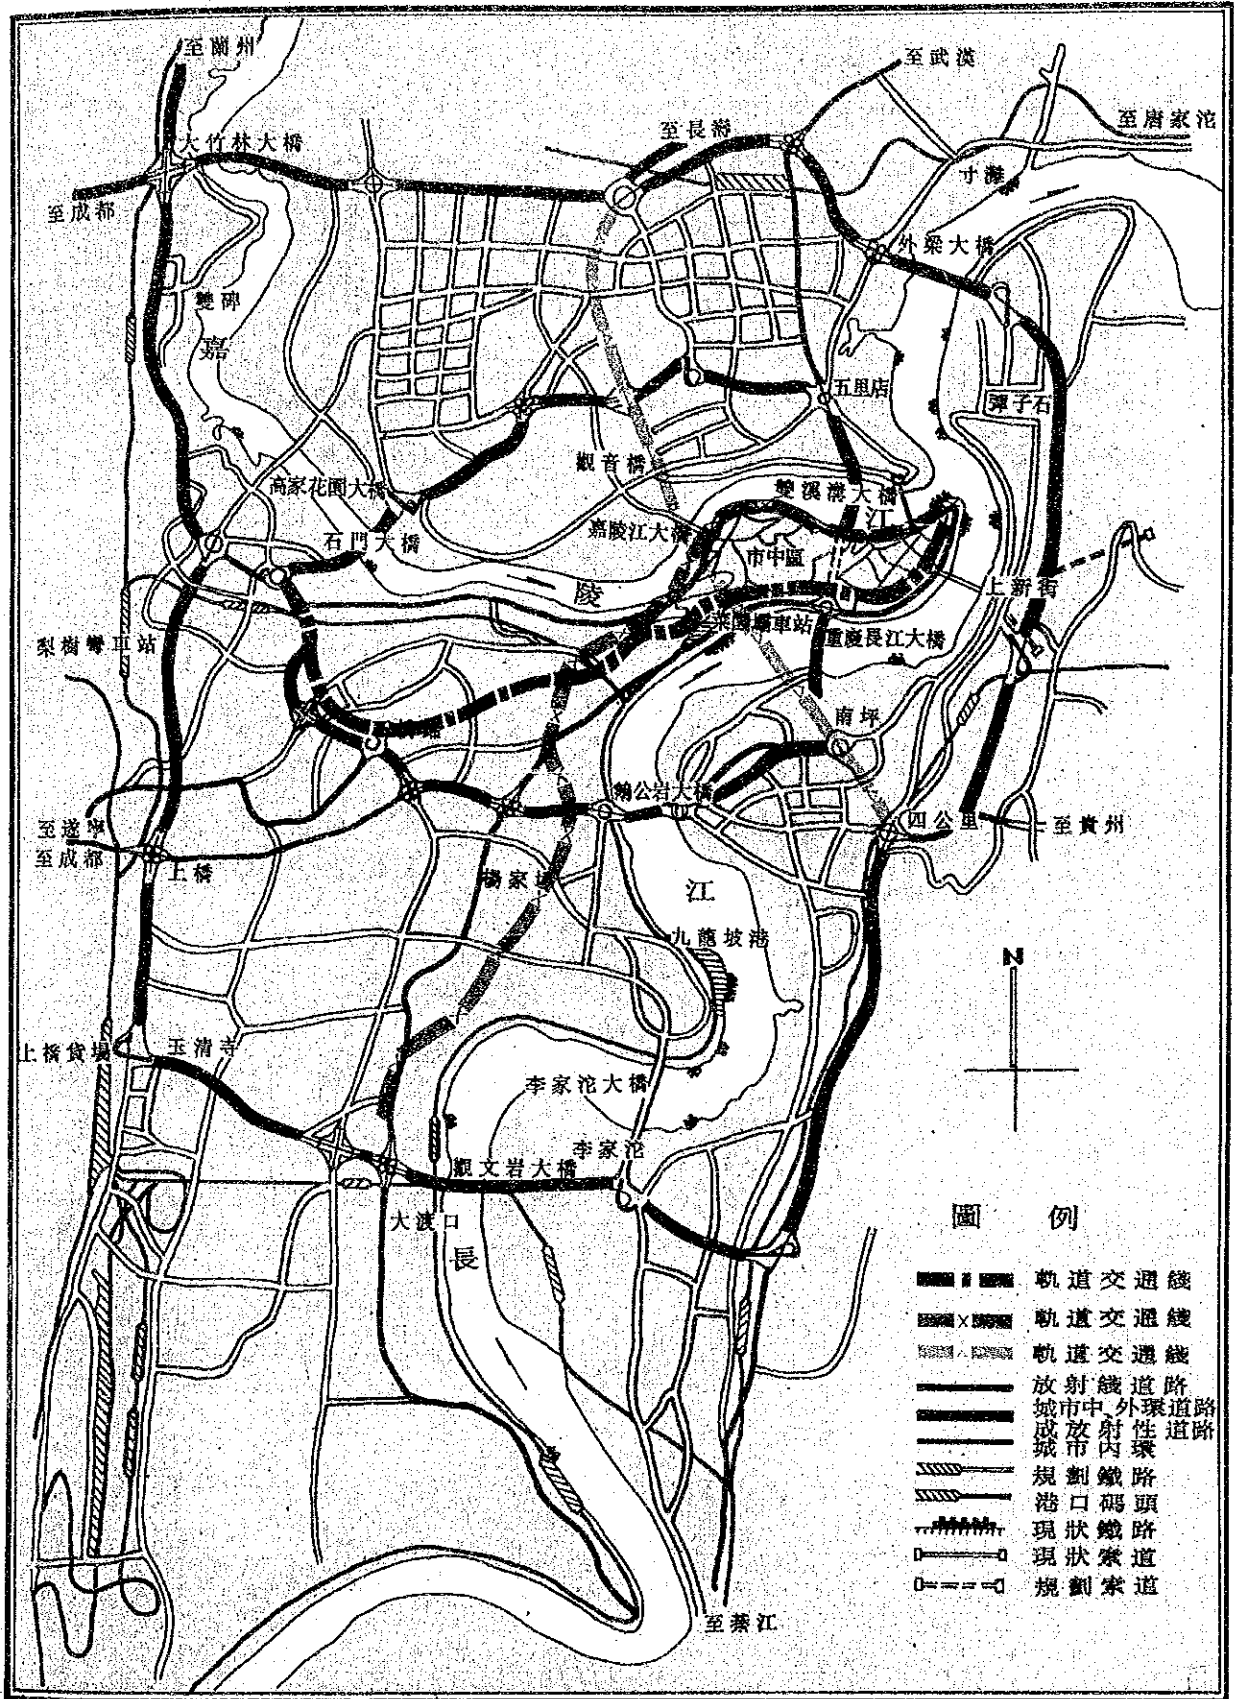 至蘭州
至武漢
至唐家沱
至長壽
大竹林大橋
寸灘
至成都
外梁大橋
雙碑
嘉
五里店
彈子石
觀音橋
高家花園大橋
雙溪溝大橋
江
石門大橋
嘉陵江大橋
市中區
陵
上新街
菜園壩車站
重慶長江大橋
梨樹灣車站
南坪
鵝公岩大橋
四公里
至貴州
至遂寧
至成都
上橋
楊家坪
江
九龍坡港
N
上橋貨場
玉清寺
李家沱大橋
李家沱
觀文岩大橋
大渡口
長
圖例
軌道交通綫
軌道交通綫
軌道交通綫
放射綫道路
城市中、外環道路
或放射性道路
城市內環
規劃鐵路
港口碼頭
現狀鐵路
現狀索道
規劃索道
至綦江